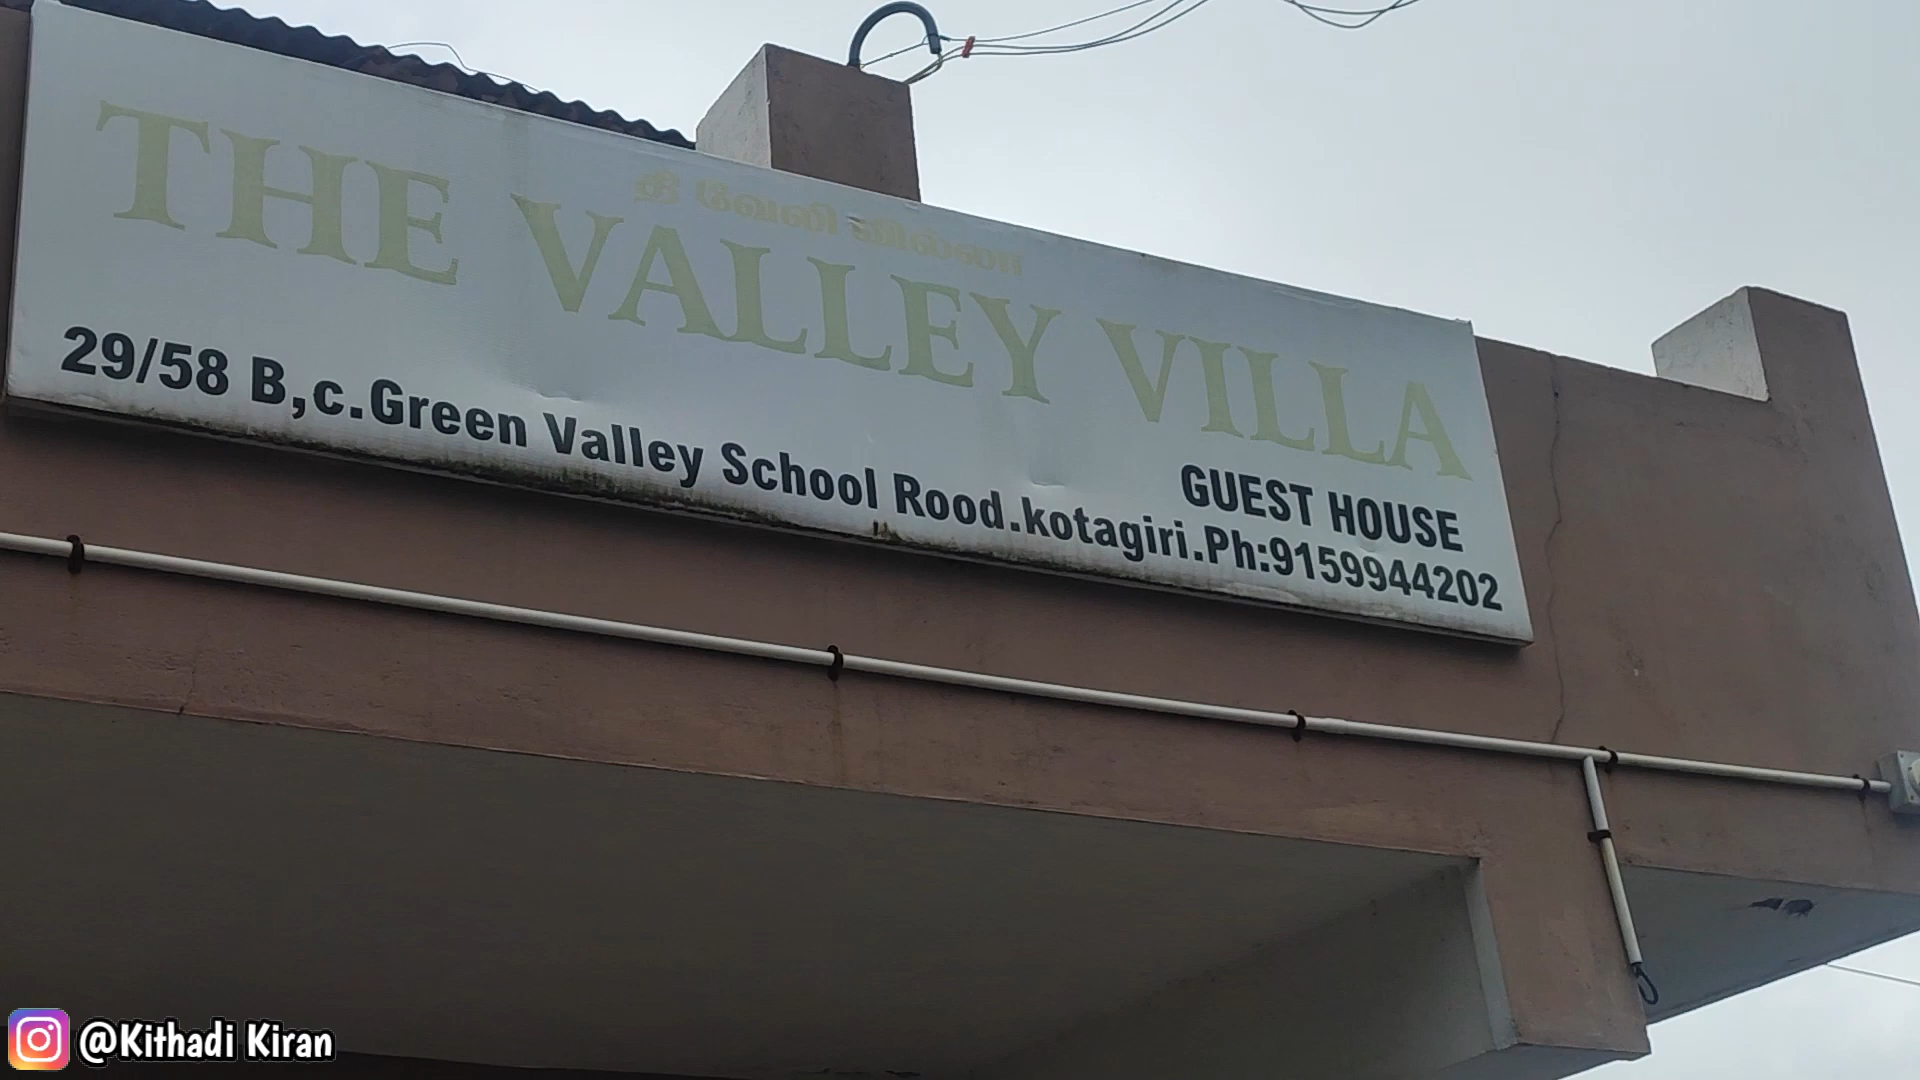 தி வேலி வில்லா
THE VALLEY VILLA
GUEST HOUSE
29/58 B,c.Green Valley School Rood.kotagiri.Ph:9159944202
@Kithadi Kiran